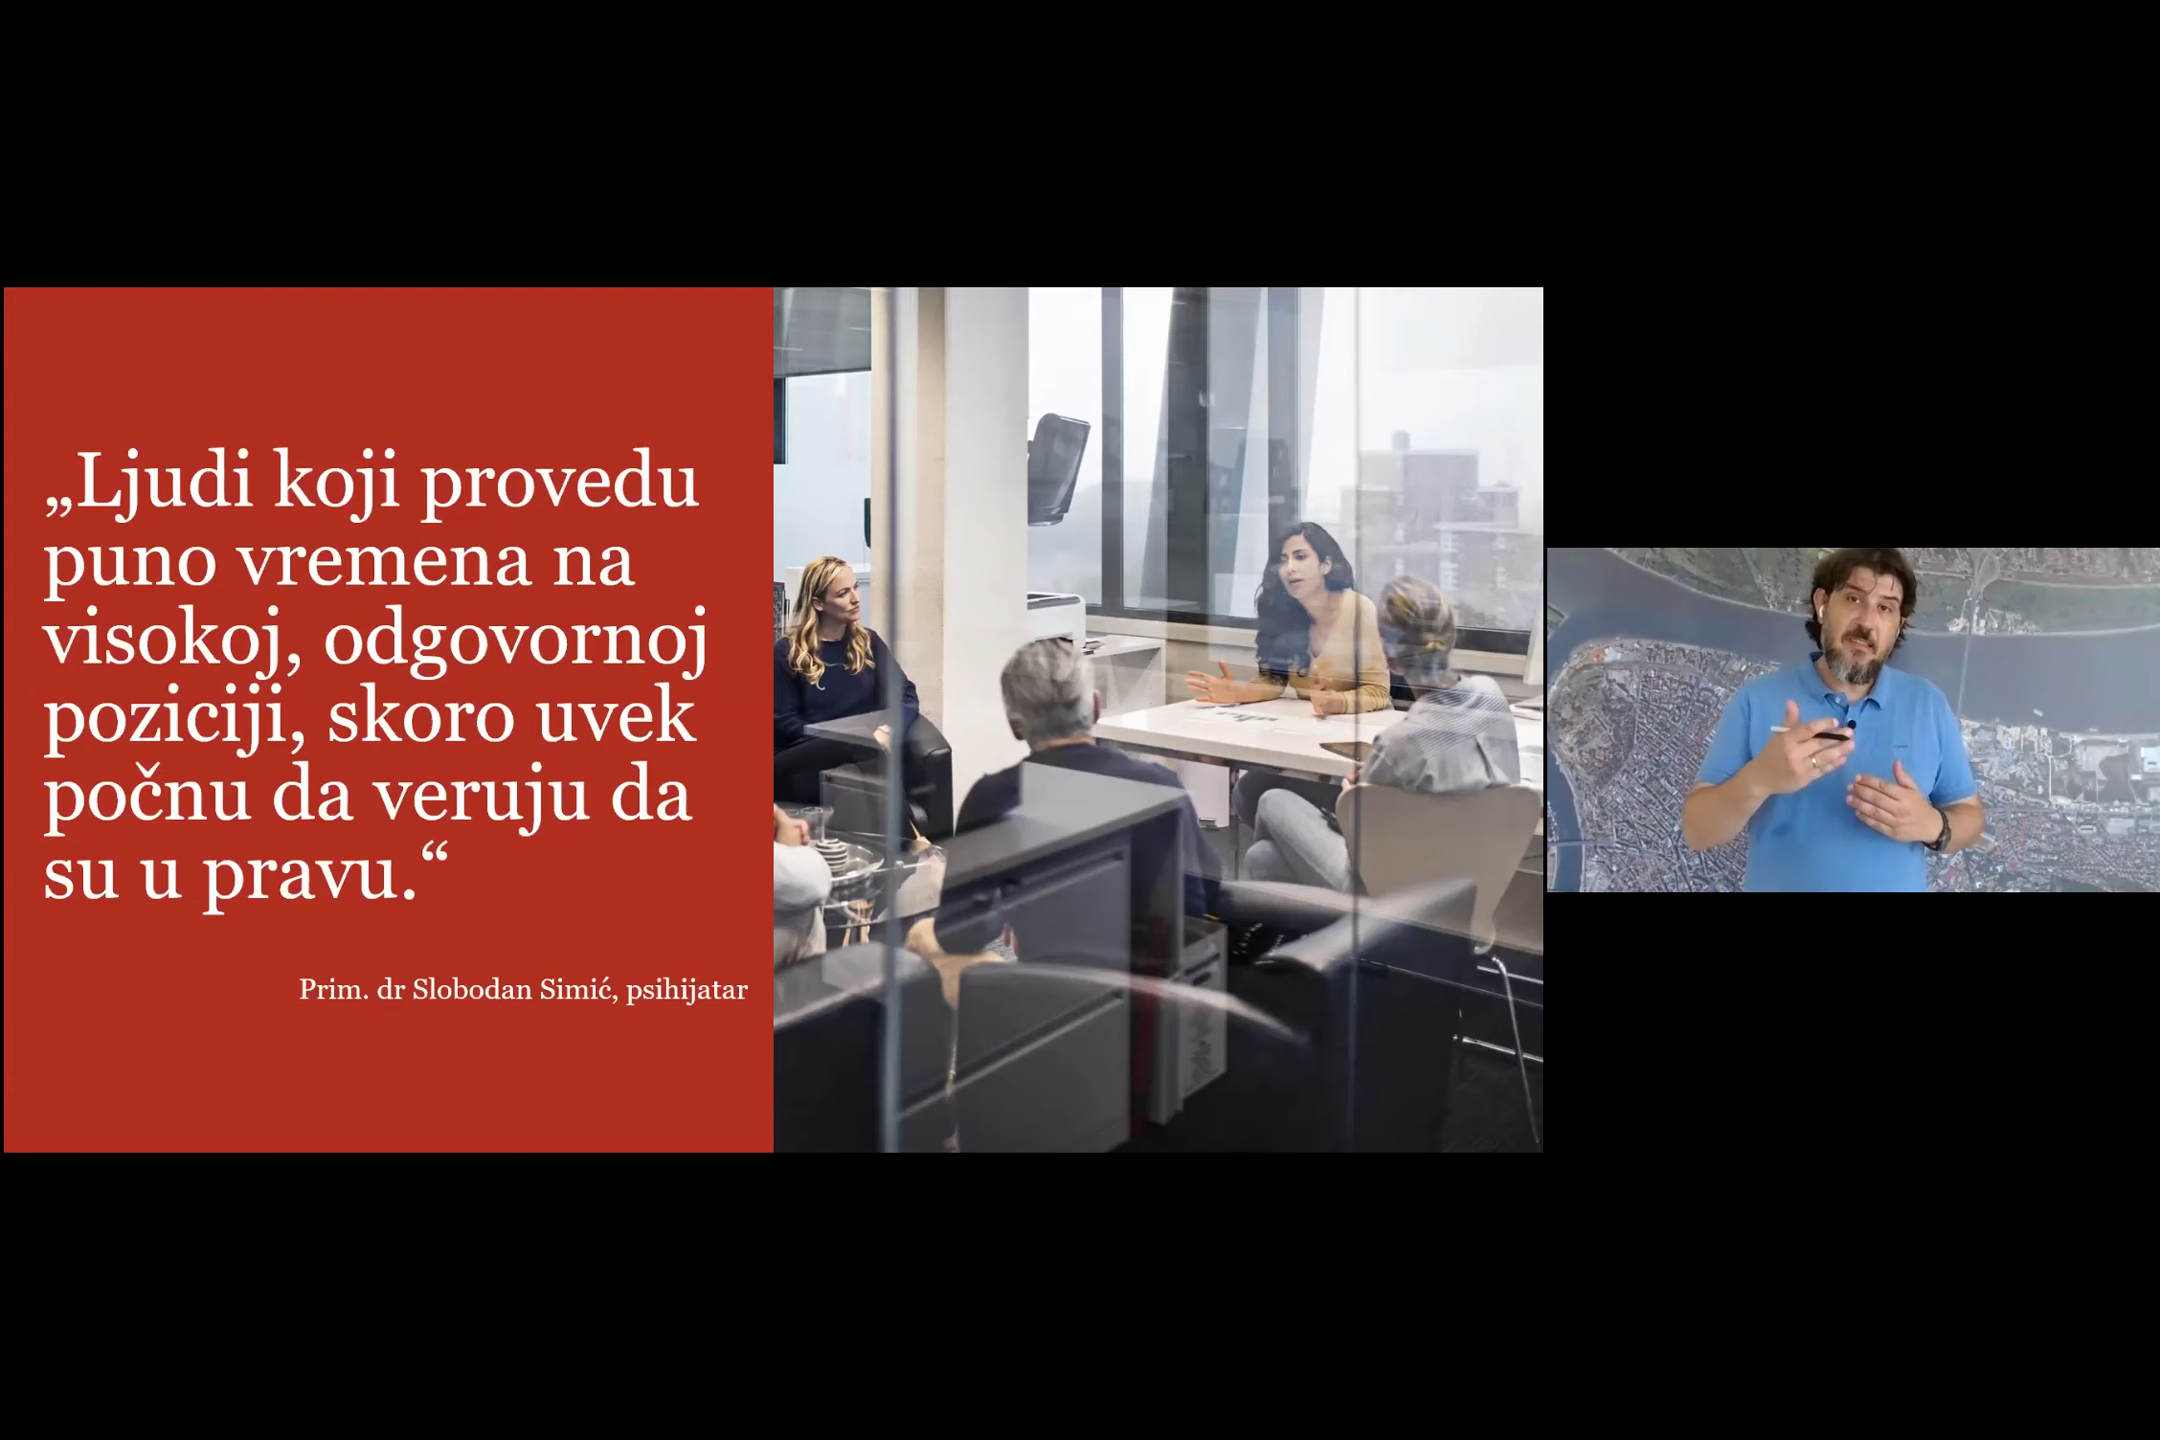 „Ljudi koji provedu
puno vremena na
visokoj, odgovornoj
poziciji, skoro uvek
počnu da veruju da
su u pravu.“
Prim. dr Slobodan Simić, psihijatar